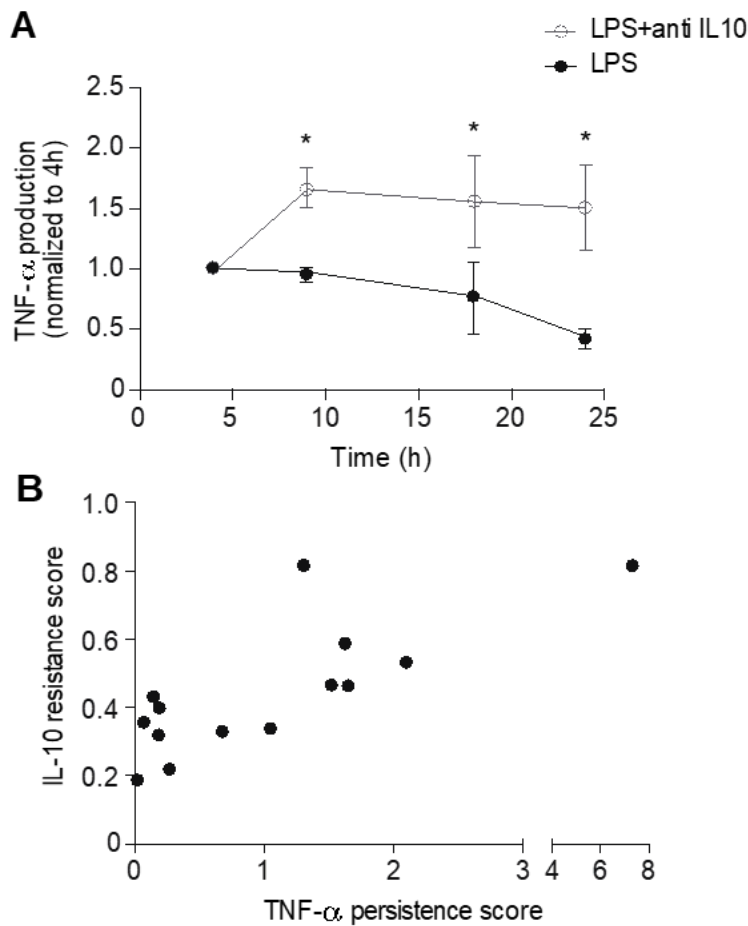 A
LPS+anti IL10
LPS
TNF-α production
(normalized to 4h)
2.5
2.0
1.5
1.0
0.5
0
* * *
0 5 10 15 20 25
Time (h)
B
IL-10 resistance score
1.0
0.8
0.6
0.4
0.2
0
0 1 2 3 4 6 8
TNF-α persistence score